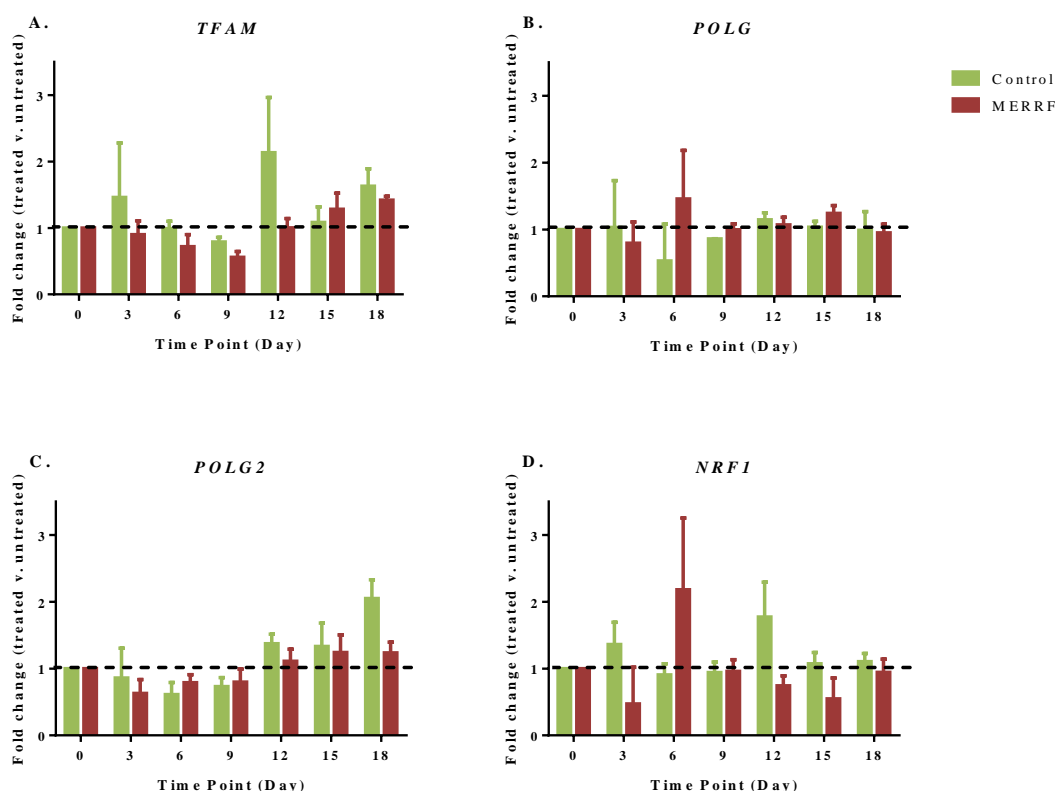 A.
TFAM
Fold change (treated v. untreated)
3
2
1
0
0 3 6 9 12 15 18
Time Point (Day)
B.
POLG
Fold change (treated v. untreated)
3
2
1
0
0 3 6 9 12 15 18
Time Point (Day)
Control
MERRF
C.
POLG2
Fold change (treated v. untreated)
3
2
1
0
0 3 6 9 12 15 18
Time Point (Day)
D.
NRF1
Fold change (treated v. untreated)
3
2
1
0
0 3 6 9 12 15 18
Time Point (Day)